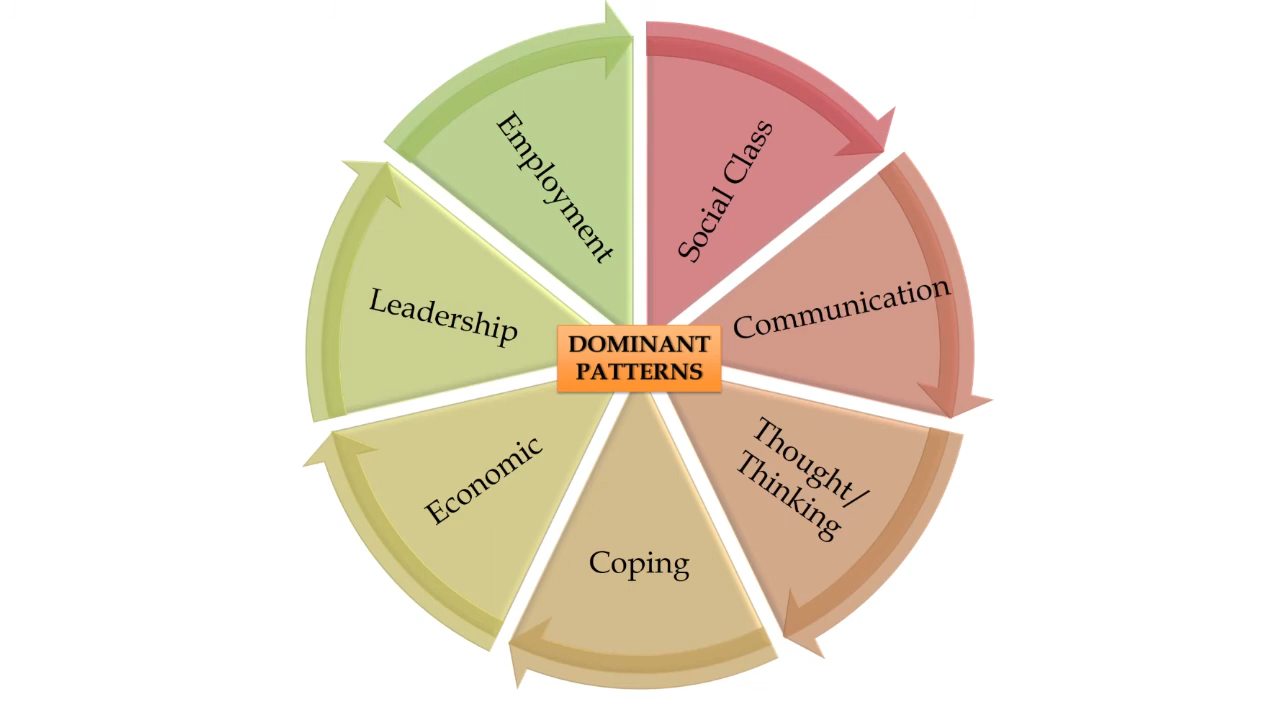 Employment
Social Class
Leadership
Communication
DOMINANT
PATTERNS
Economic
Thought/
Thinking
Coping